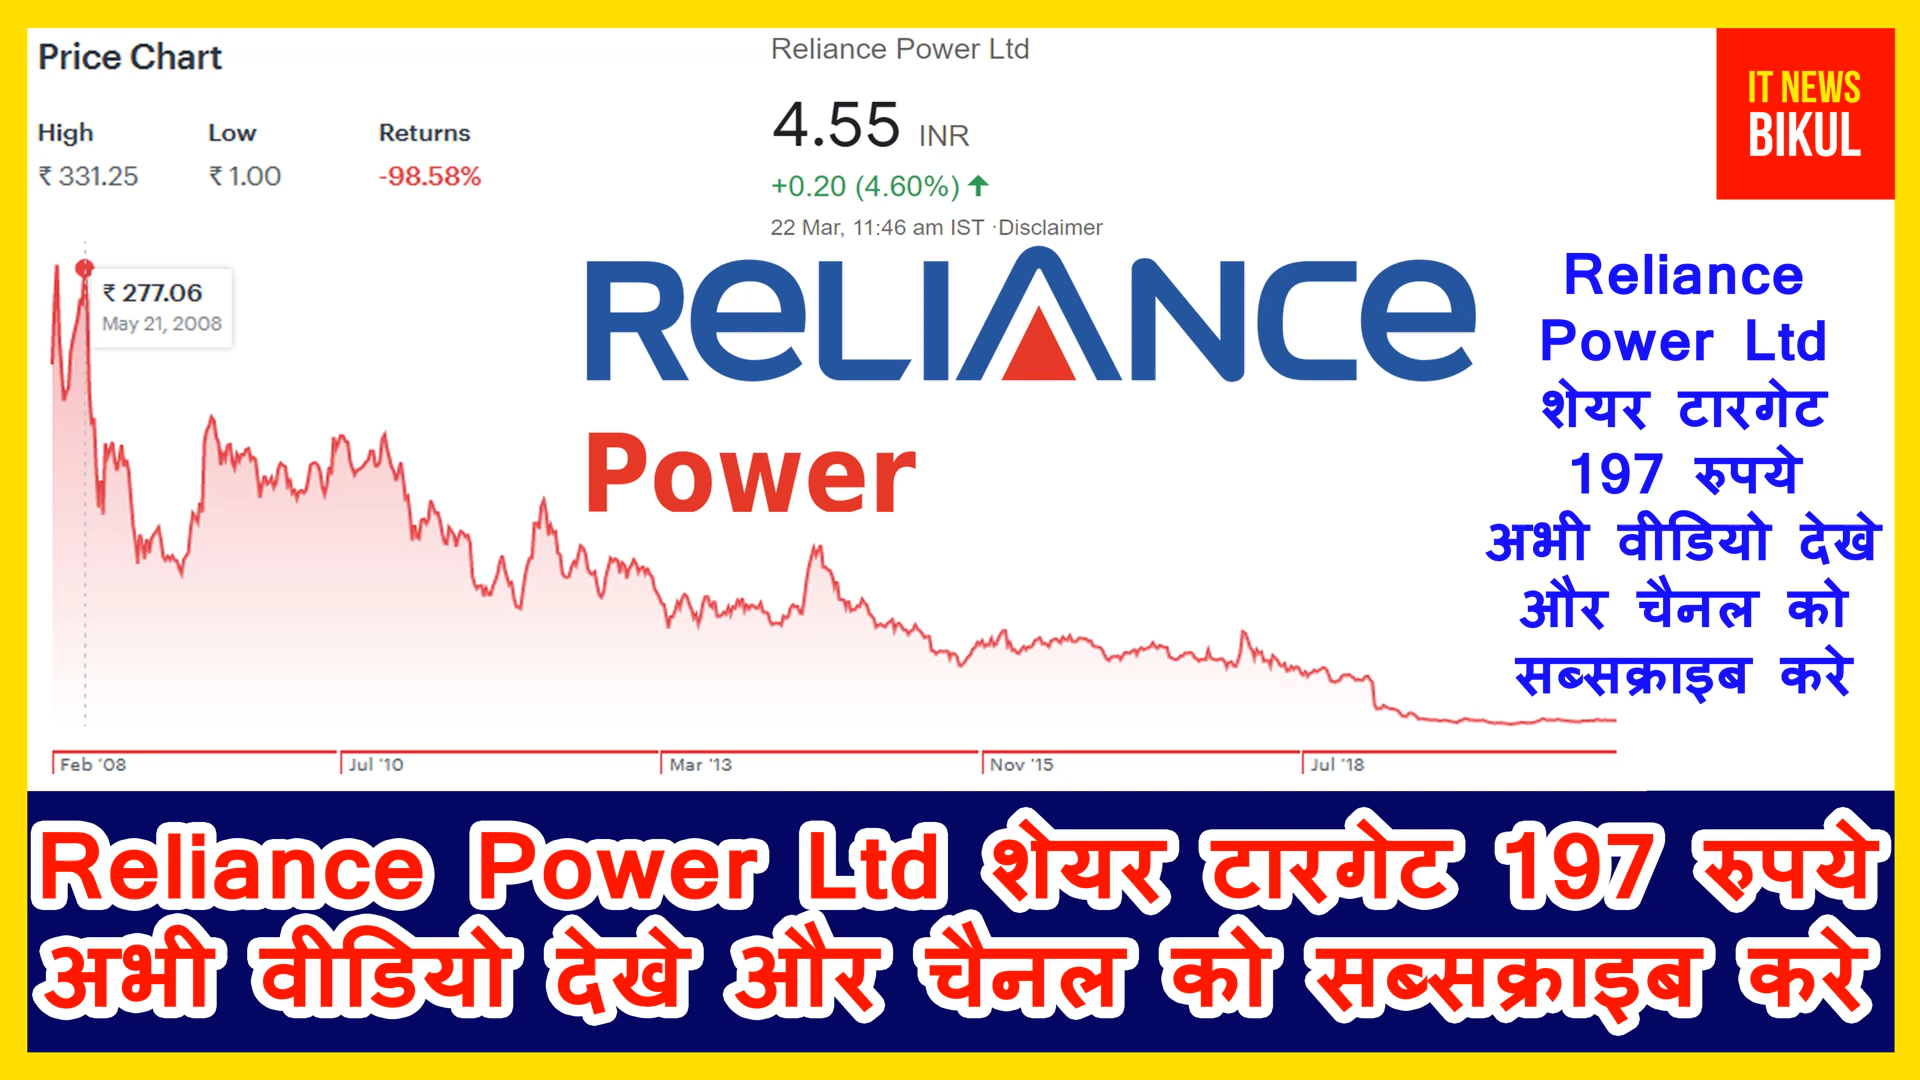 Price Chart
High Low Returns
₹ 331.25 ₹ 1.00 -98.58%
Reliance Power Ltd
4.55 INR
+0.20 (4.60%)
22 Mar, 11:46 am IST ·Disclaimer
IT NEWS
BIKUL
₹ 277.06
May 21, 2008
RELIANCE
Power
Reliance
Power Ltd
शेयर टारगेट
197 रुपये
अभी वीडियो देखे
और चैनल को
सब्सक्राइब करे
Feb '08 Jul '10 Mar '13 Nov '15 Jul '18
Reliance Power Ltd शेयर टारगेट 197 रुपये
अभी वीडियो देखे और चैनल को सब्सक्राइब करे